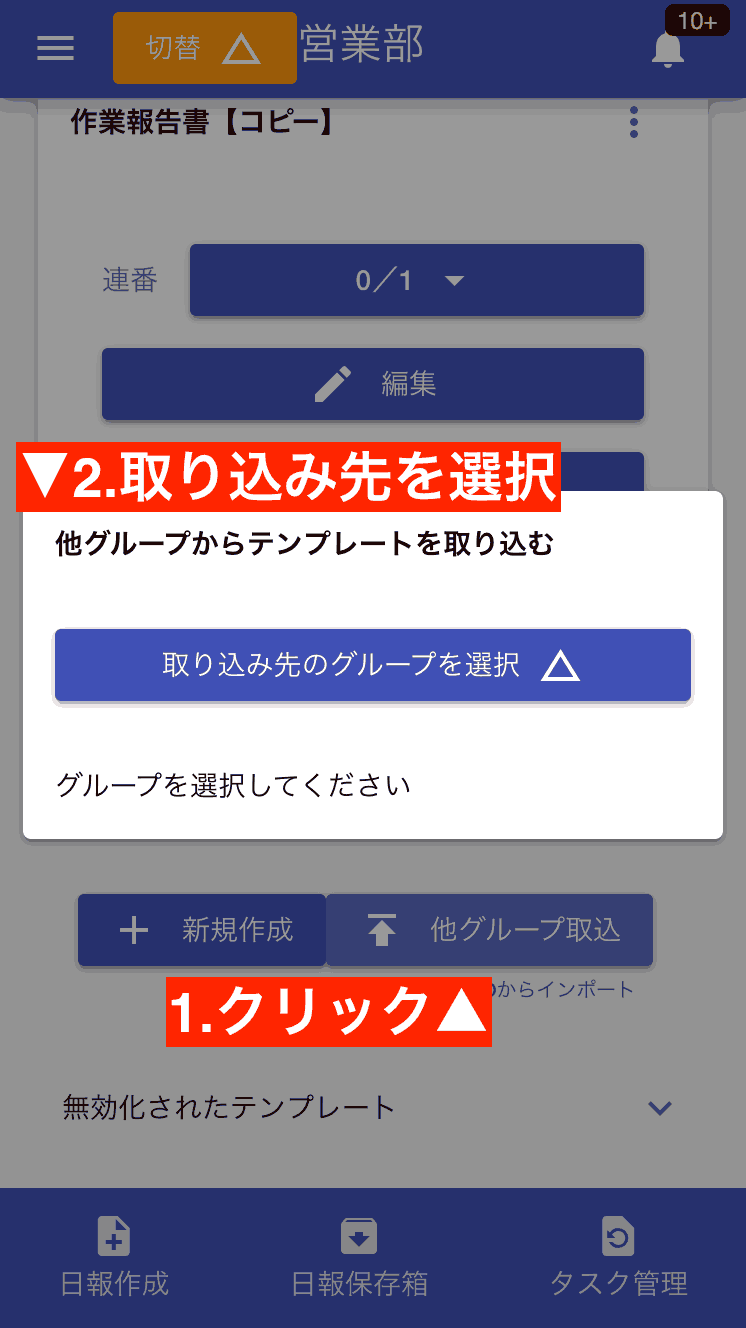 10+
切替
営業部
作業報告書【コピー】
連番
0／1
編集
▼2.取り込み先を選択
他グループからテンプレートを取り込む
取り込み先のグループを選択
グループを選択してください
新規作成
他グループ取込
1.クリック▲
からインポート
無効化されたテンプレート
日報作成
日報保存箱
タスク管理